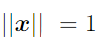 ||𝒙|| = 1